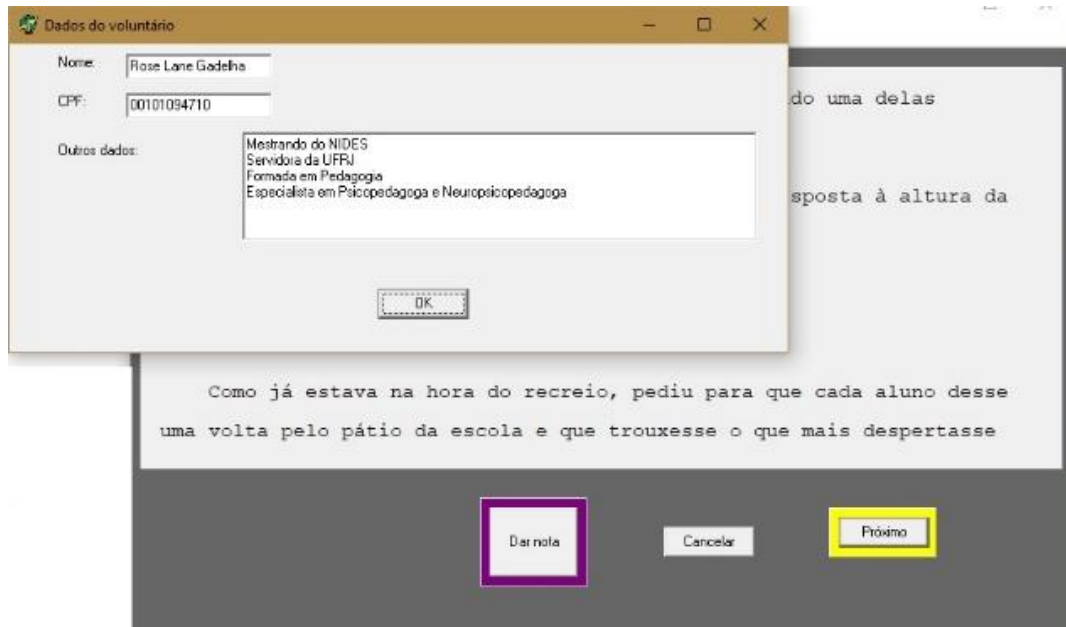 Dados do voluntário
Nome: Rose Lane Gadelha
CPF: 00101094710
Outros dados:
Mestrando do NIDES
Servidora da UFRJ
Formada em Pedagogia
Especialista em Psicopedagoga e Neuropsicopedagoga
OK
do uma delas
sposta à altura da
Como já estava na hora do recreio, pediu para que cada aluno desse
uma volta pelo pátio da escola e que trouxesse o que mais despertasse
Dar nota
Cancelar
Próximo